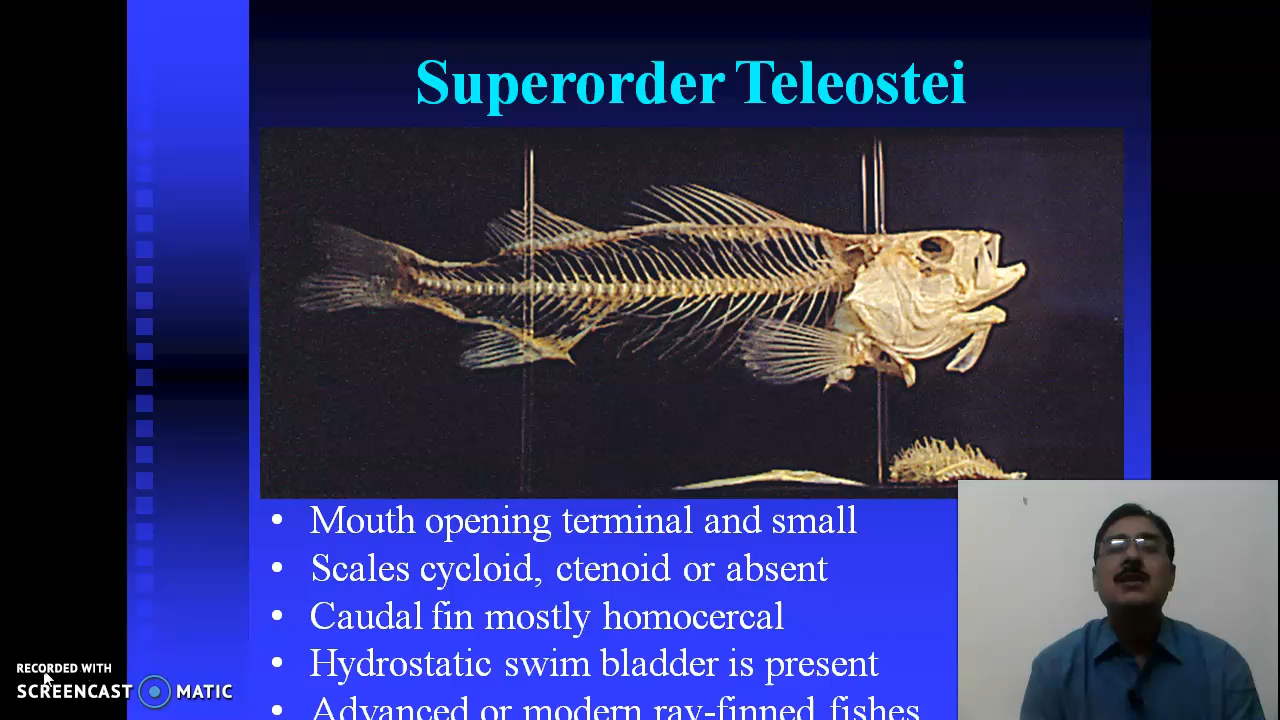 Superorder Teleostei
• Mouth opening terminal and small
• Scales cycloid, ctenoid or absent
• Caudal fin mostly homocercal
• Hydrostatic swim bladder is present
• Advanced or modern ray-finned fishes
RECORDED WITH
SCREENCAST MATIC